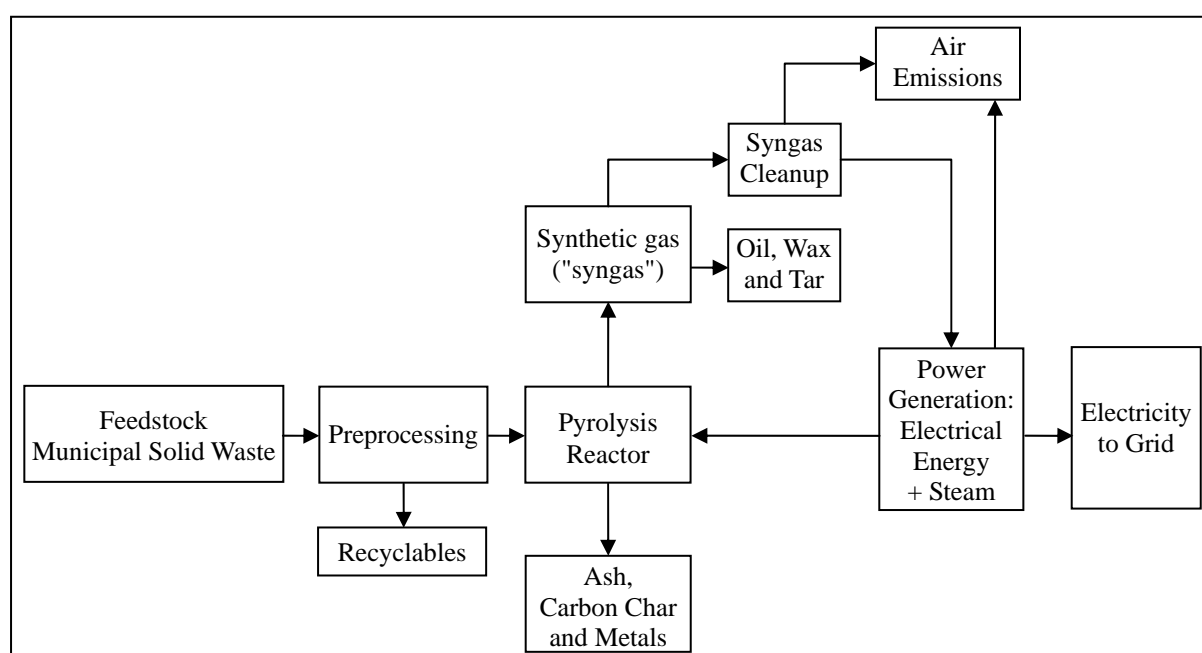 Air
Emissions
Syngas
Cleanup
Synthetic gas
("syngas")
Oil, Wax
and Tar
Feedstock
Municipal Solid Waste
Preprocessing
Pyrolysis
Reactor
Power
Generation:
Electrical
Energy
+ Steam
Electricity
to Grid
Recyclables
Ash,
Carbon Char
and Metals